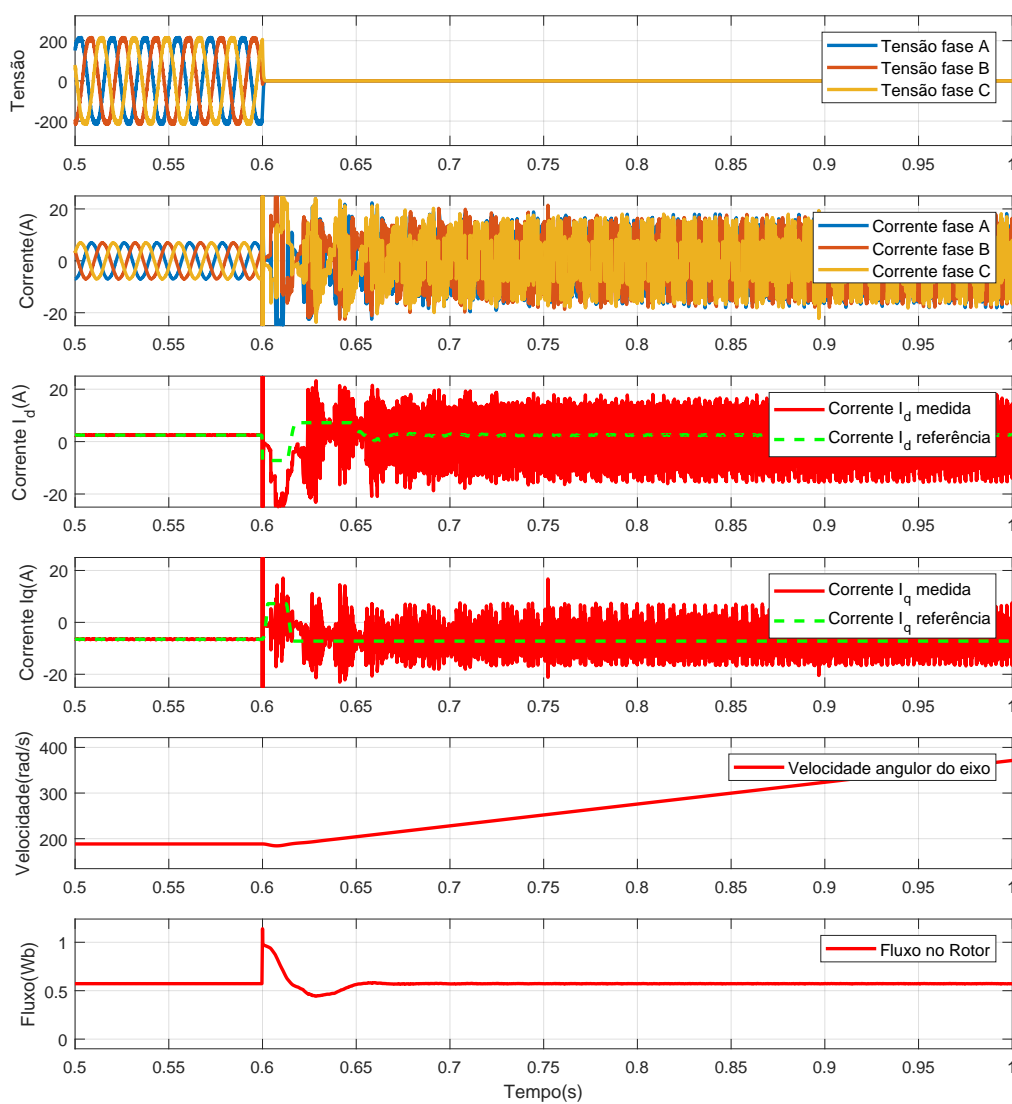 Tensão
200
0
-200
Tensão fase A
Tensão fase B
Tensão fase C
0.5 0.55 0.6 0.65 0.7 0.75 0.8 0.85 0.9 0.95 1
Corrente(A)
20
0
-20
Corrente fase A
Corrente fase B
Corrente fase C
0.5 0.55 0.6 0.65 0.7 0.75 0.8 0.85 0.9 0.95 1
Corrente I_d(A)
20
0
-20
Corrente I_d medida
Corrente I_d referência
0.5 0.55 0.6 0.65 0.7 0.75 0.8 0.85 0.9 0.95 1
Corrente Iq(A)
20
0
-20
Corrente I_q medida
Corrente I_q referência
0.5 0.55 0.6 0.65 0.7 0.75 0.8 0.85 0.9 0.95 1
Velocidade(rad/s)
400
300
200
Velocidade angulor do eixo
0.5 0.55 0.6 0.65 0.7 0.75 0.8 0.85 0.9 0.95 1
Fluxo(Wb)
1
0.5
0
Fluxo no Rotor
0.5 0.55 0.6 0.65 0.7 0.75 0.8 0.85 0.9 0.95 1
Tempo(s)